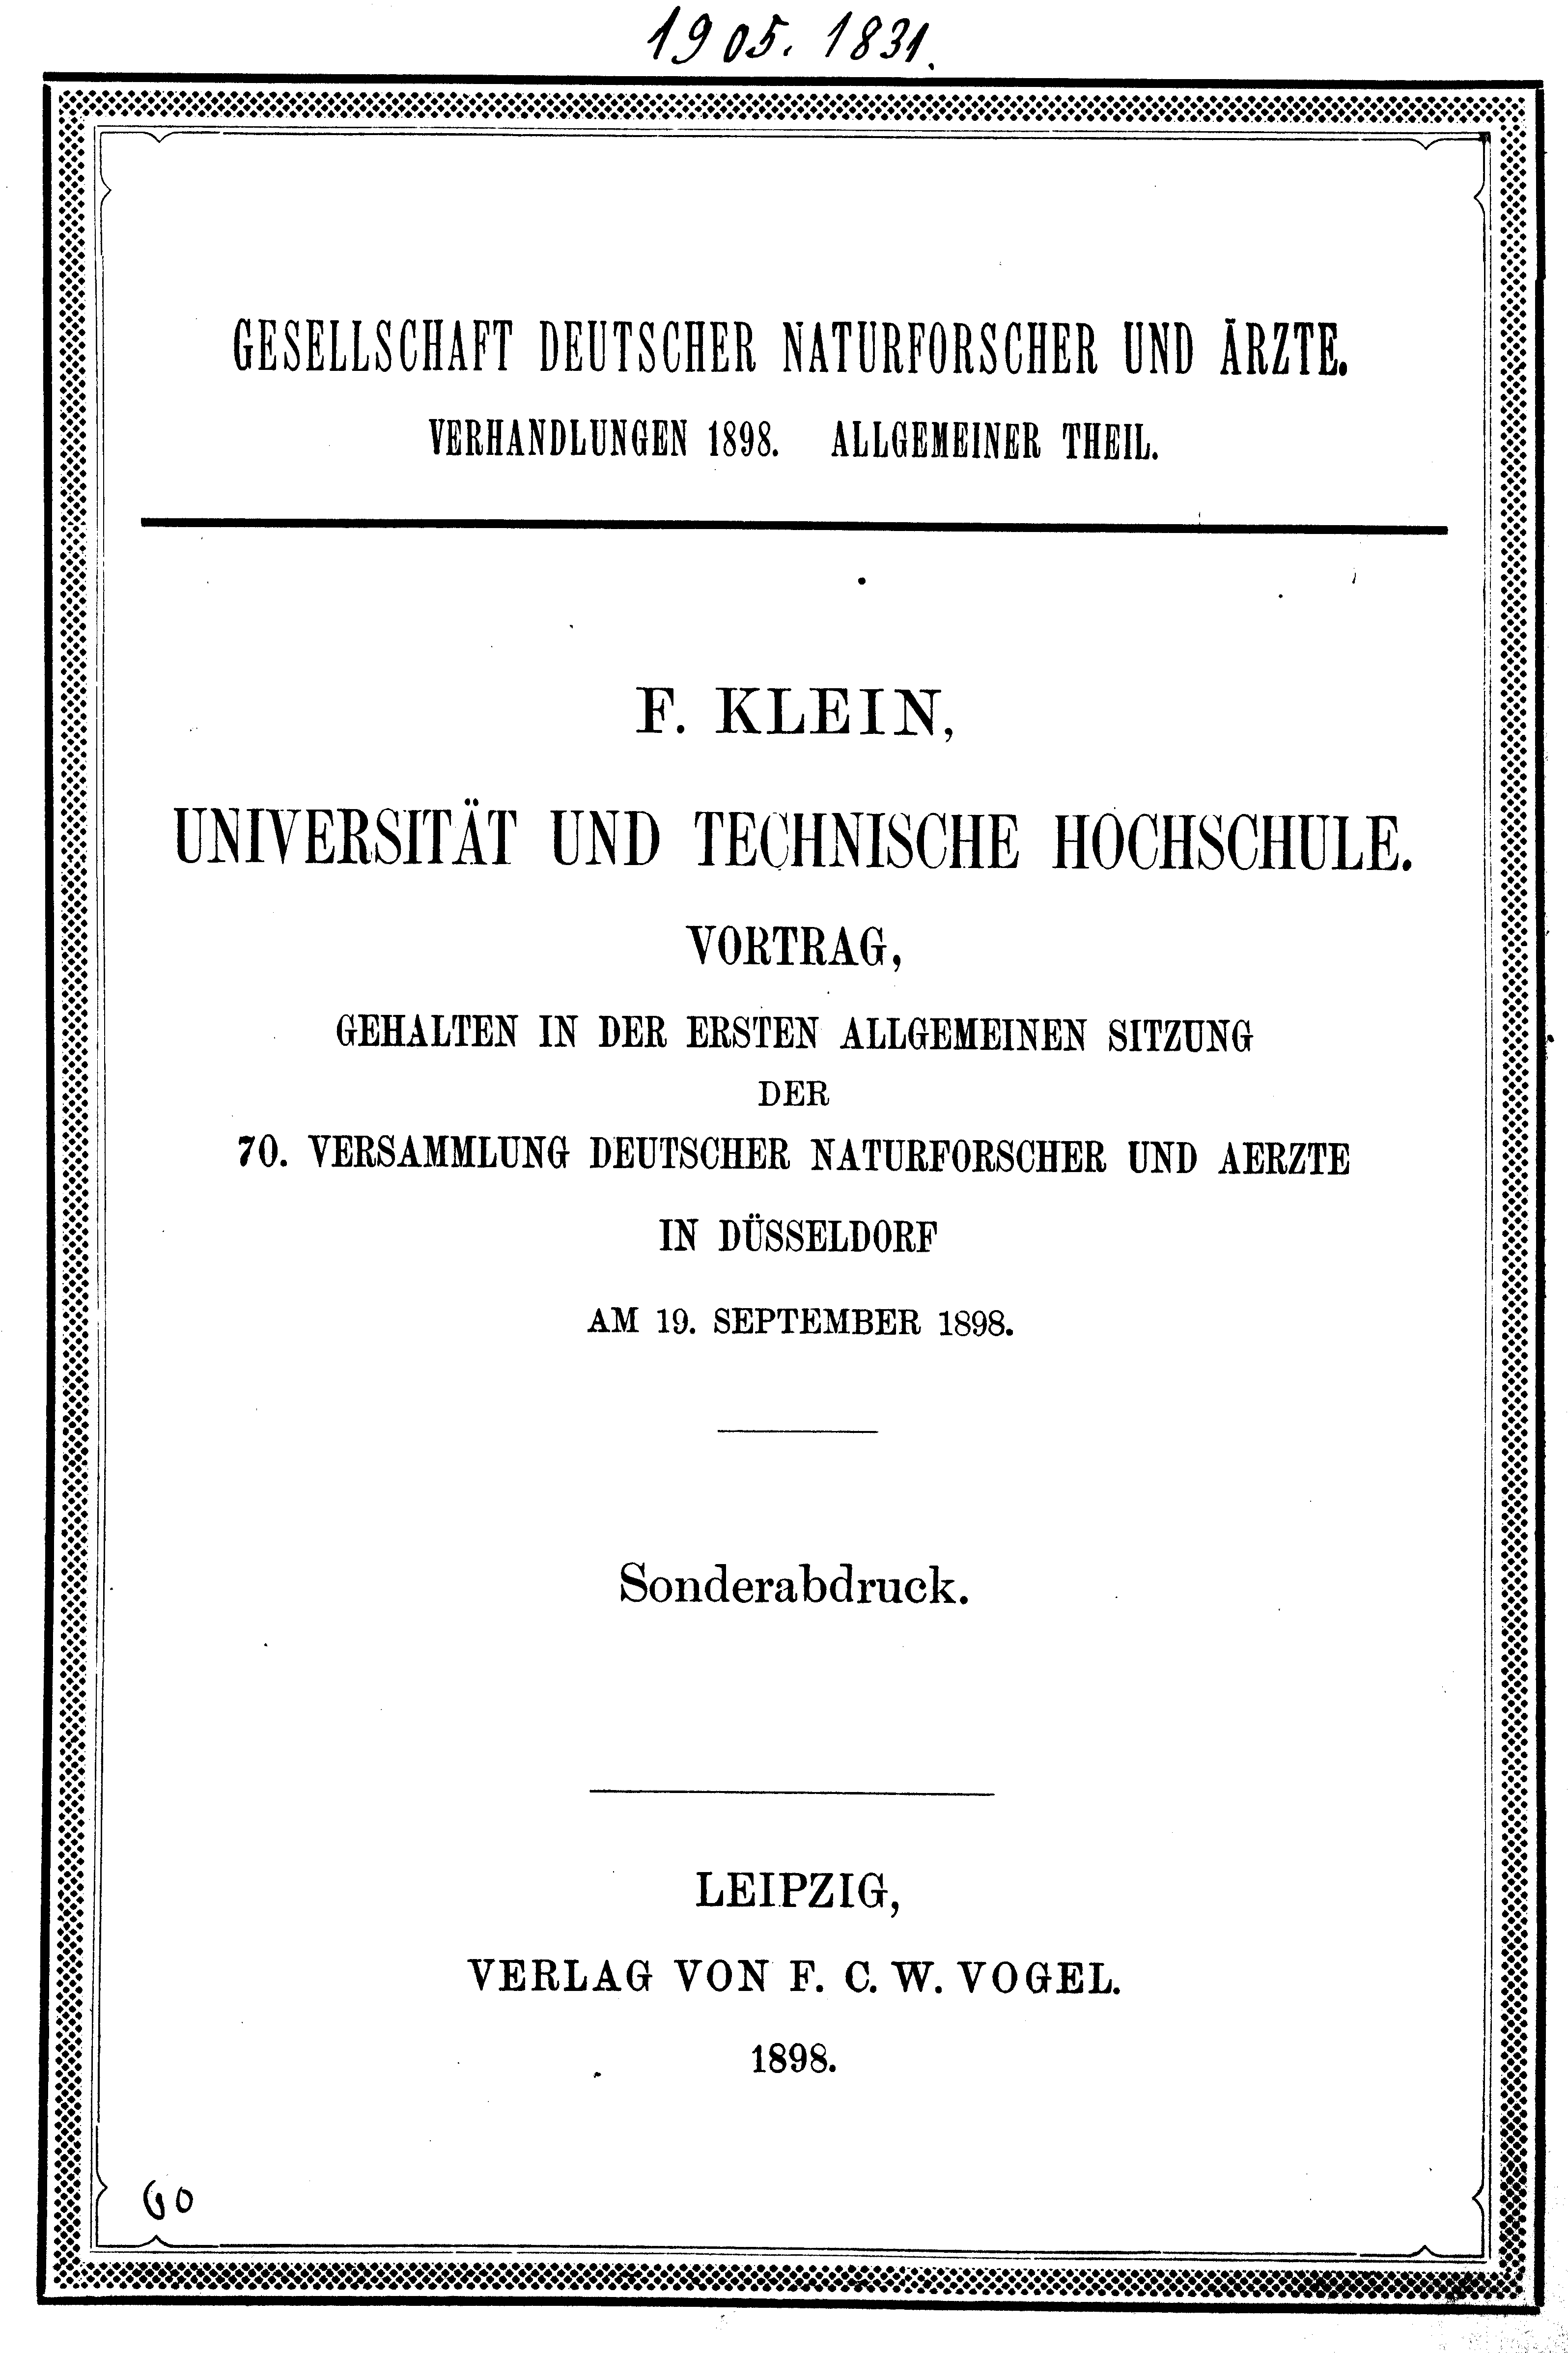 1905. 1831.
GESELLSCHAFT DEUTSCHER NATURFORSCHER UND ÄRZTE.
VERHANDLUNGEN 1898. ALLGEMEINER THEIL.
F. KLEIN,
UNIVERSITÄT UND TECHNISCHE HOCHSCHULE.
VORTRAG,
GEHALTEN IN DER ERSTEN ALLGEMEINEN SITZUNG
DER
70. VERSAMMLUNG DEUTSCHER NATURFORSCHER UND AERZTE
IN DÜSSELDORF
AM 19. SEPTEMBER 1898.
Sonderabdruck.
LEIPZIG,
VERLAG VON F. C. W. VOGEL.
1898.
60